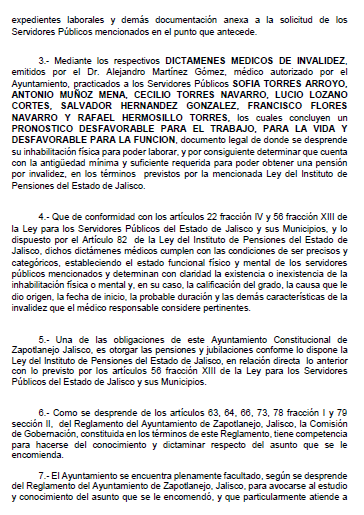 expedientes laborales y demás documentación anexa a la solicitud de los
Servidores Públicos mencionados en el punto que antecede.
3.- Mediante los respectivos DICTAMENES MEDICOS DE INVALIDEZ,
emitidos por el Dr. Alejandro Martínez Gómez, médico autorizado por el
Ayuntamiento, practicados a los Servidores Públicos SOFIA TORRES ARROYO,
ANTONIO MUÑOZ MENA, CECILIO TORRES NAVARRO, LUCIO LOZANO
CORTES, SALVADOR HERNANDEZ GONZALEZ, FRANCISCO FLORES
NAVARRO Y RAFAEL HERMOSILLO TORRES, los cuales concluyen un
PRONOSTICO DESFAVORABLE PARA EL TRABAJO, PARA LA VIDA Y
DESFAVORABLE PARA LA FUNCION, documento legal de donde se desprende
su inhabilitación física para poder laborar, y por consiguiente determinar que cuenta
con la antigüedad mínima y suficiente requerida para poder obtener una pensión
por invalidez, en los términos previstos por la mencionada Ley del Instituto de
Pensiones del Estado de Jalisco.
4.- Que de conformidad con los artículos 22 fracción IV y 56 fracción XIII de
la Ley para los Servidores Públicos del Estado de Jalisco y sus Municipios, y lo
dispuesto por el Artículo 82 de la Ley del Instituto de Pensiones del Estado de
Jalisco, dichos dictámenes médicos cumplen con las condiciones de ser precisos y
categóricos, estableciendo el estado funcional físico y mental de los servidores
públicos mencionados y determinan con claridad la existencia o inexistencia de la
inhabilitación física o mental y, en su caso, la calificación del grado, la causa que le
dio origen, la fecha de inicio, la probable duración y las demás características de la
invalidez que el médico responsable considere pertinentes.
5.- Una de las obligaciones de este Ayuntamiento Constitucional de
Zapotlanejo Jalisco, es otorgar las pensiones y jubilaciones conforme lo dispone la
Ley del Instituto de Pensiones del Estado de Jalisco, en relación directa lo anterior
con lo previsto por los artículos 56 fracción XIII de la Ley para los Servidores
Públicos del Estado de Jalisco y sus Municipios.
6.- Como se desprende de los artículos 63, 64, 66, 73, 78 fracción I y 79
sección II, del Reglamento del Ayuntamiento de Zapotlanejo, Jalisco, la Comisión
de Gobernación, constituida en los términos de este Reglamento, tiene competencia
para hacerse del conocimiento y dictaminar respecto del asunto que se le
encomienda.
7.- El Ayuntamiento se encuentra plenamente facultado, según se desprende
del Reglamento del Ayuntamiento de Zapotlanejo, Jalisco, para avocarse al estudio
y conocimiento del asunto que se le encomendó, y que particularmente atiende a